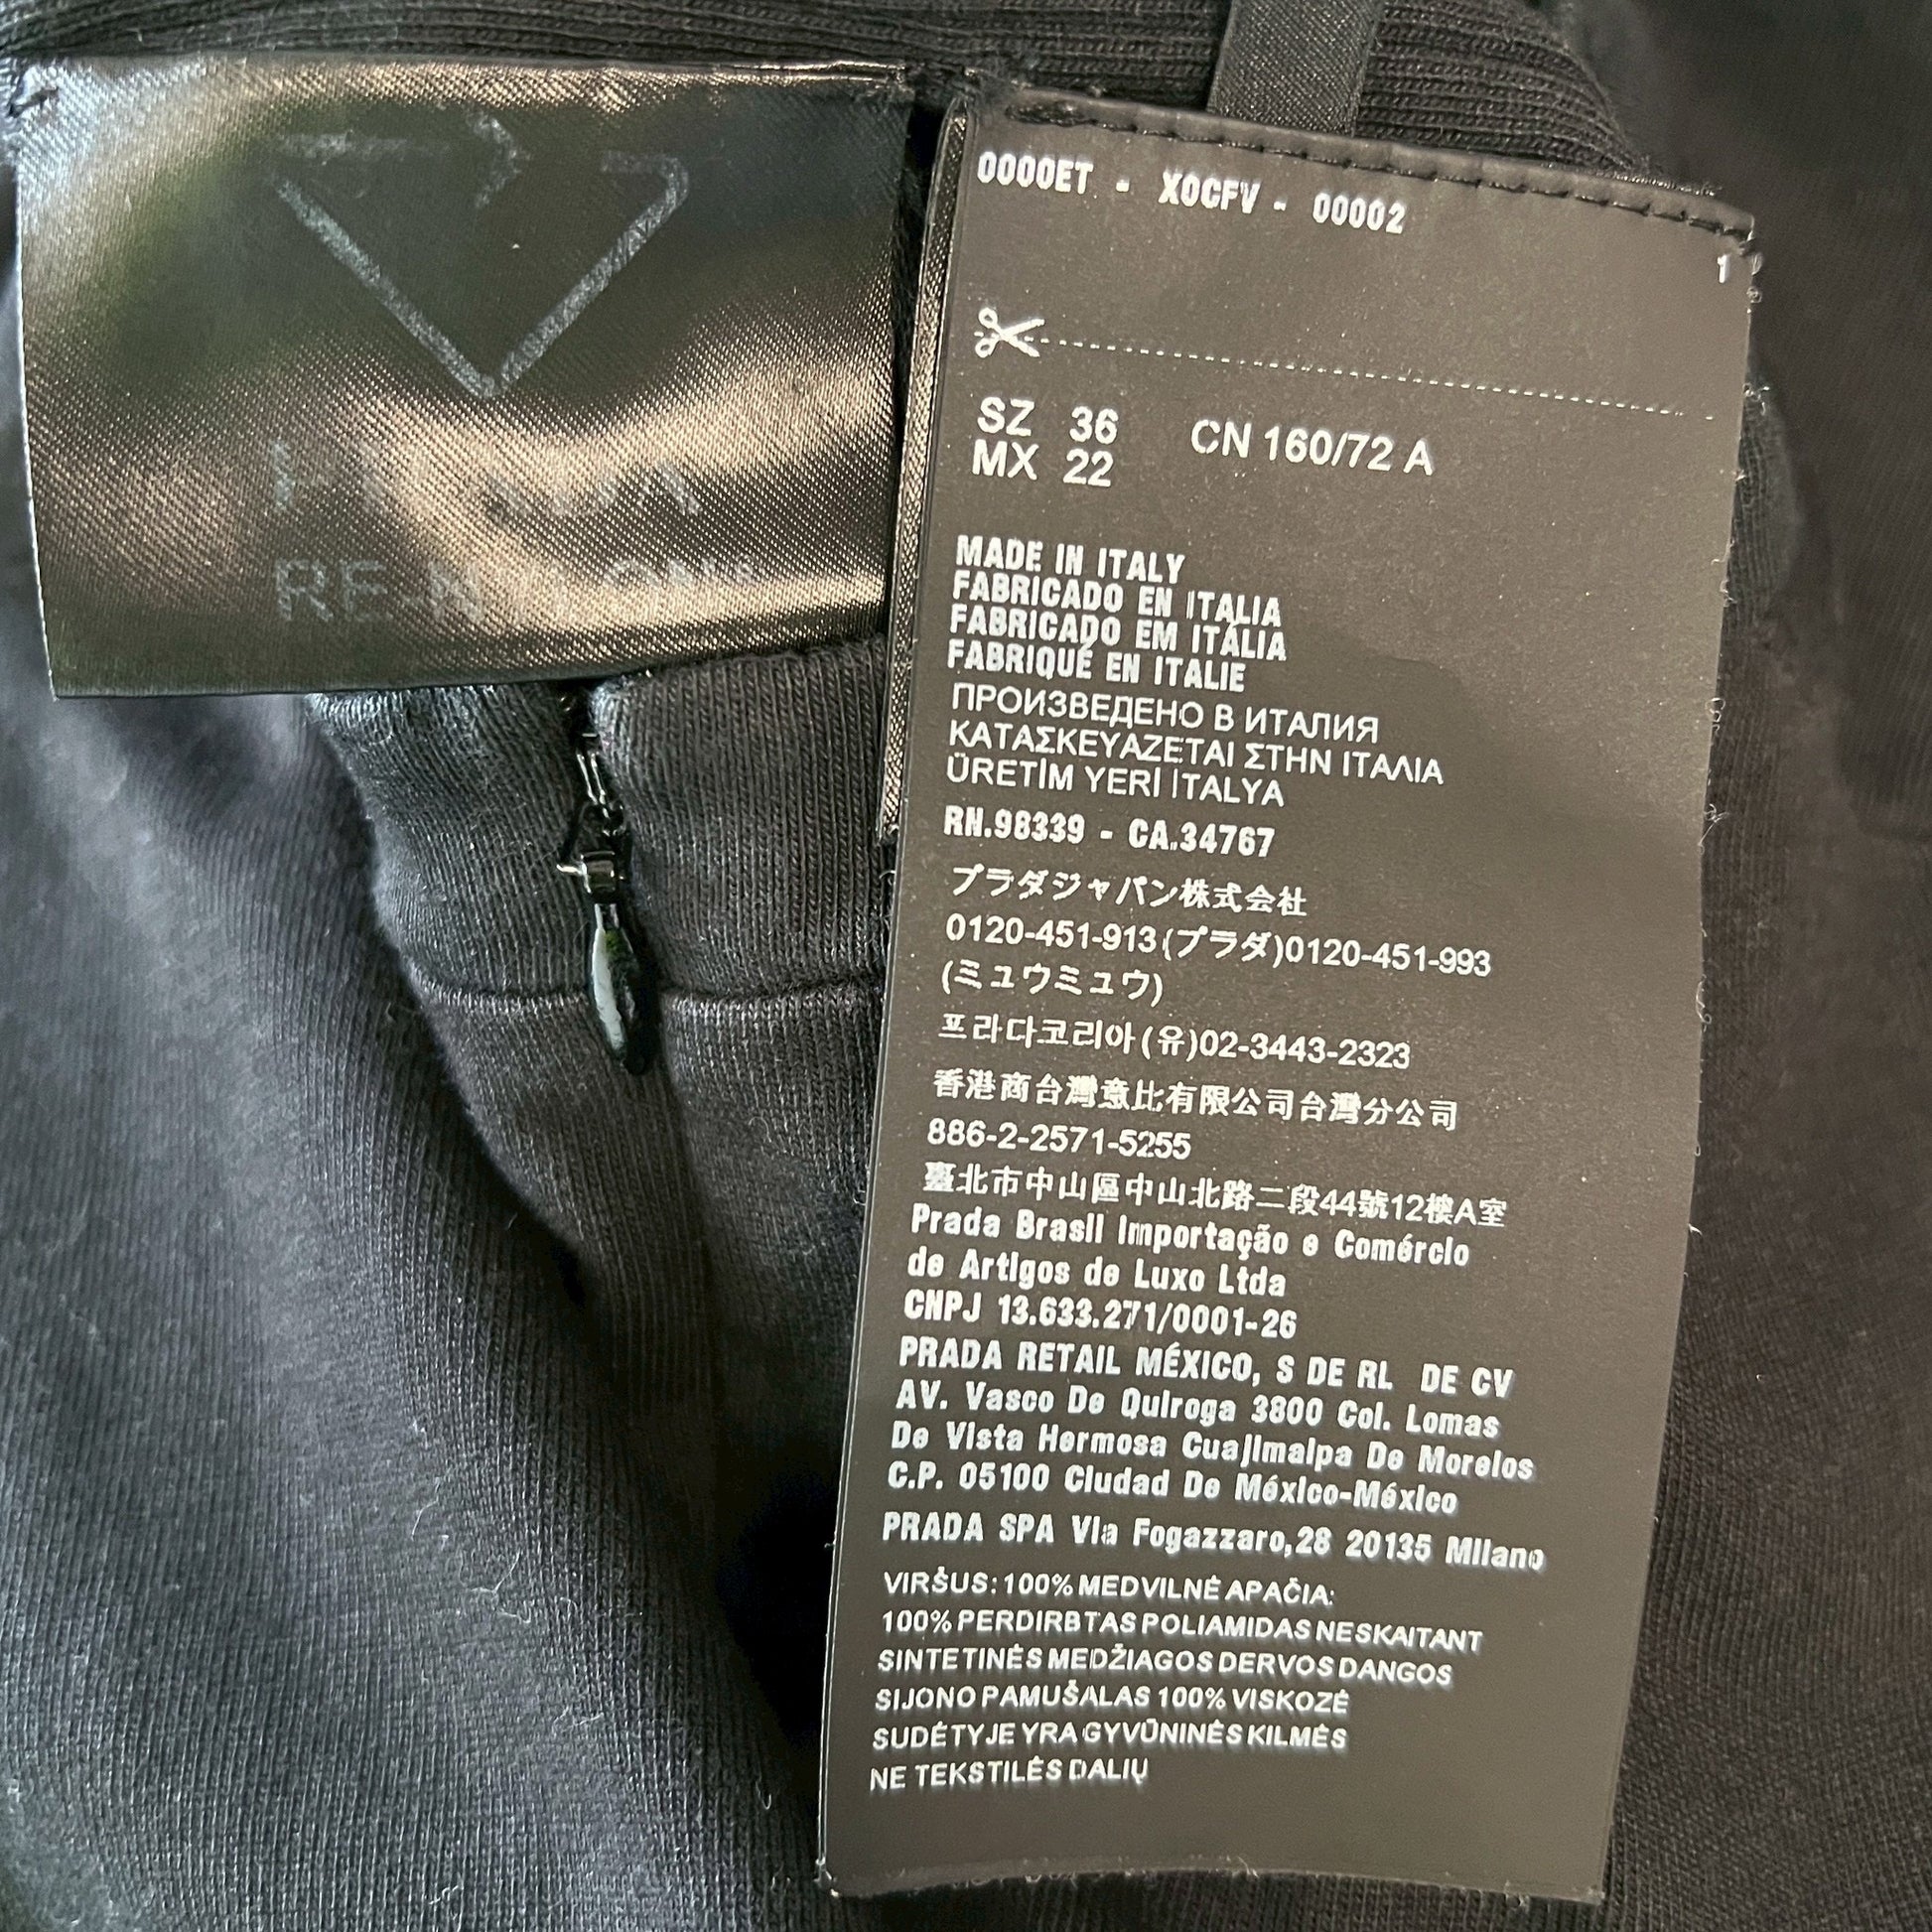 RE-NYLON
0000ET - X0CFV - 00002
1
SZ 36 CN 160/72 A
MX 22
MADE IN ITALY
FABRICADO EN ITALIA
FABRICADO EM ITÁLIA
FABRIQUÉ EN ITALIE
ПРОИЗВЕДЕНО В ИТАЛИЯ
ΚΑΤΑΣΚΕΥΑΖΕΤΑΙ ΣΤΗΝ ΙΤΑΛΙΑ
ÜRETİM YERİ İTALYA
RN.98339 - CA.34767
プラダジャパン株式会社
0120-451-913(プラダ)0120-451-993
(ミュウミュウ)
프라다코리아(유)02-3443-2323
香港商台灣意比有限公司台灣分公司
886-2-2571-5255
臺北市中山區中山北路二段44號12樓A室
Prada Brasil Importação e Comércio
de Artigos de Luxo Ltda
CNPJ 13.633.271/0001-26
PRADA RETAIL MÉXICO, S DE RL DE CV
AV. Vasco De Quiroga 3800 Col. Lomas
De Vista Hermosa Cuajimalpa De Morelos
C.P. 05100 Ciudad De México-México
PRADA SPA Via Fogazzaro,28 20135 Milano
VIRŠUS: 100% MEDVILNĖ APAČIA:
100% PERDIRBTAS POLIAMIDAS NESKAITANT
SINTETINĖS MEDŽIAGOS DERVOS DANGOS
SIJONO PAMUŠALAS 100% VISKOZĖ
SUDĖTYJE YRA GYVŪNINĖS KILMĖS
NE TEKSTILĖS DALIŲ